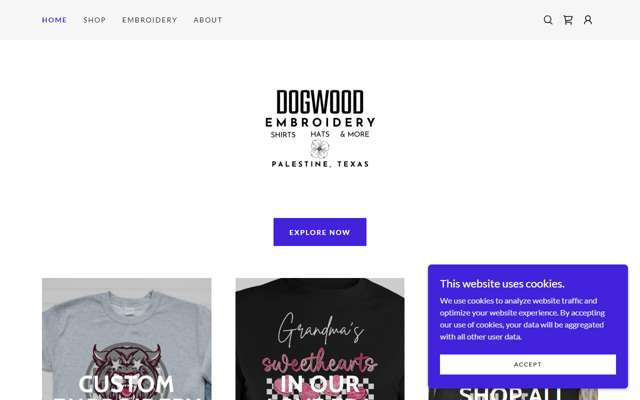 HOME SHOP EMBROIDERY ABOUT
DOGWOOD
EMBROIDERY
SHIRTS HATS & MORE
PALESTINE, TEXAS
EXPLORE NOW
This website uses cookies.
We use cookies to analyze website traffic and
optimize your website experience. By accepting
our use of cookies, your data will be aggregated
with all other user data.
ACCEPT
Grandma's
sweethearts
CUSTOM
IN OUR
SHOP ALL